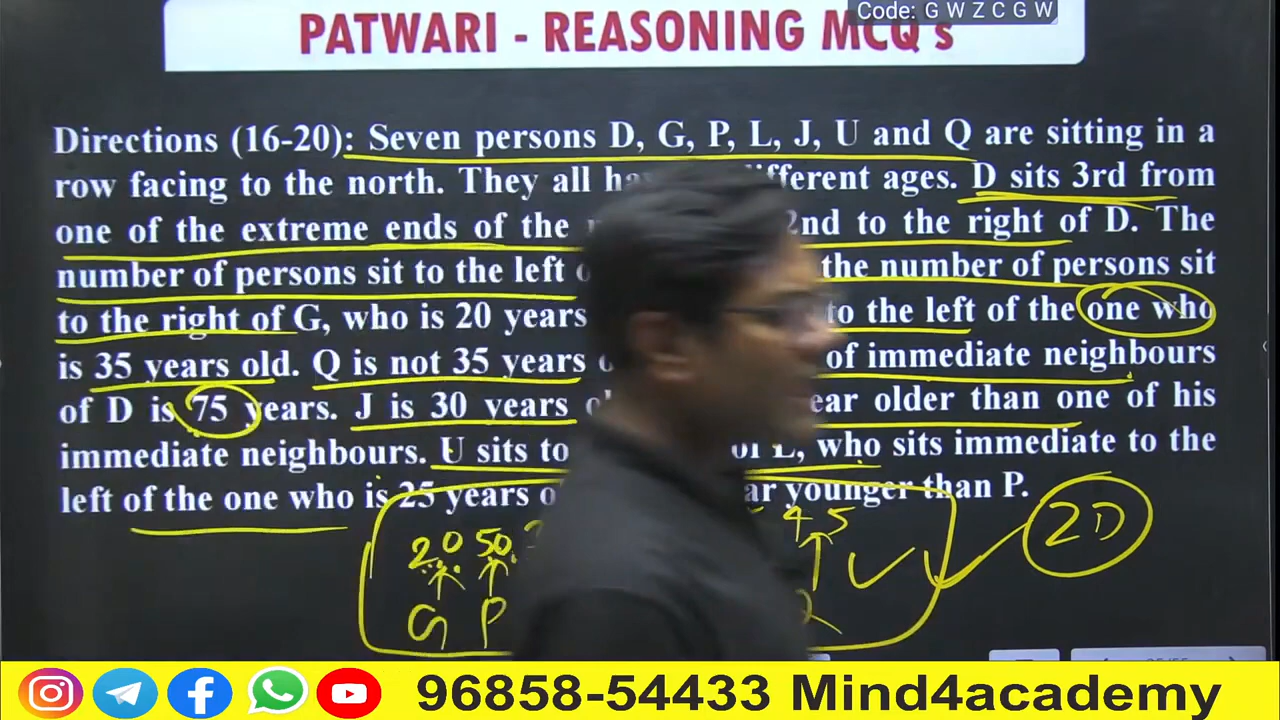 Code: G W Z C G W
PATWARI - REASONING MCQ's
Directions (16-20): Seven persons D, G, P, L, J, U and Q are sitting in a
row facing to the north. They all different ages. D sits 3rd from
one of the extreme ends of the 2nd to the right of D. The
number of persons sit to the left the number of persons sit
to the right of G, who is 20 years to the left of the one who
is 35 years old. Q is not 35 years of immediate neighbours
of D is 75 years. J is 30 years older than one of his
immediate neighbours. U sits to of L, who sits immediate to the
left of the one who is 25 years younger than P.
20 50 45
2D
G P
96858-54433 Mind4academy